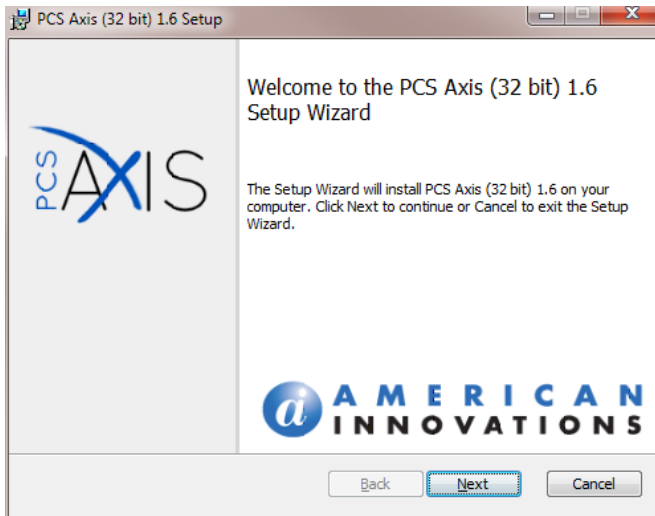 PCS Axis (32 bit) 1.6 Setup
Welcome to the PCS Axis (32 bit) 1.6
Setup Wizard
PCS
AXIS
The Setup Wizard will install PCS Axis (32 bit) 1.6 on your
computer. Click Next to continue or Cancel to exit the Setup
Wizard.
ai
AMERICAN
INNOVATIONS
Back
Next
Cancel